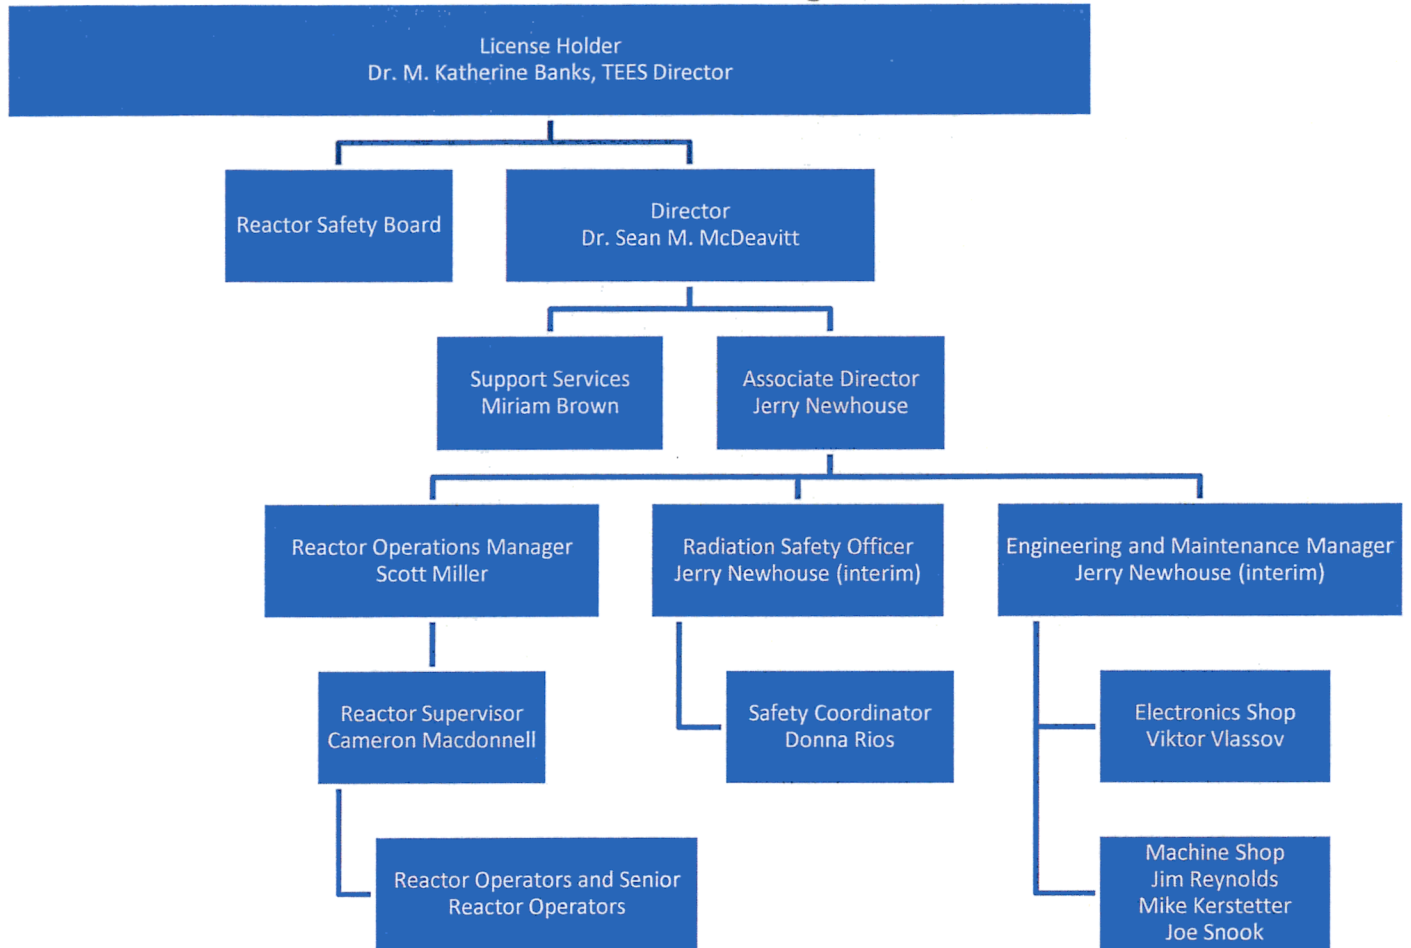 License Holder
Dr. M. Katherine Banks, TEES Director
Reactor Safety Board
Director
Dr. Sean M. McDeavitt
Support Services
Miriam Brown
Associate Director
Jerry Newhouse
Reactor Operations Manager
Scott Miller
Radiation Safety Officer
Jerry Newhouse (interim)
Engineering and Maintenance Manager
Jerry Newhouse (interim)
Reactor Supervisor
Cameron Macdonnell
Safety Coordinator
Donna Rios
Electronics Shop
Viktor Vlassov
Reactor Operators and Senior
Reactor Operators
Machine Shop
Jim Reynolds
Mike Kerstetter
Joe Snook